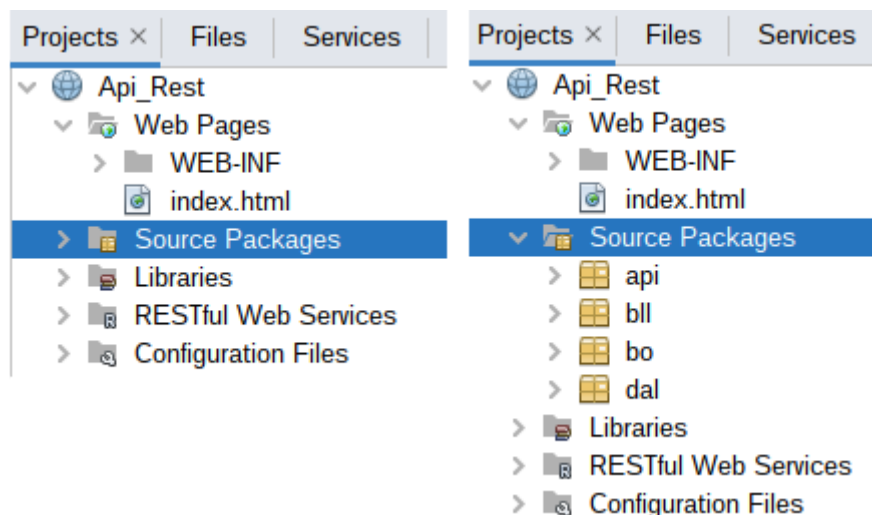 Projects × Files Services
Api_Rest
Web Pages
WEB-INF
index.html
Source Packages
Libraries
RESTful Web Services
Configuration Files
Projects × Files Services
Api_Rest
Web Pages
WEB-INF
index.html
Source Packages
api
bll
bo
dal
Libraries
RESTful Web Services
Configuration Files